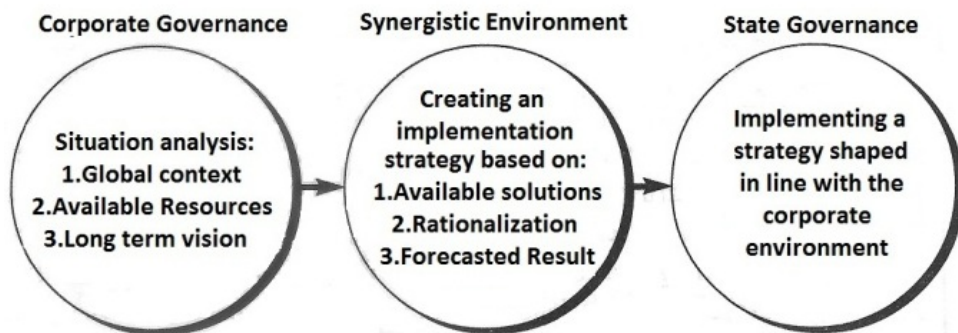 Corporate Governance
Situation analysis:
1.Global context
2.Available Resources
3.Long term vision
Synergistic Environment
Creating an
implementation
strategy based on:
1.Available solutions
2.Rationalization
3.Forecasted Result
State Governance
Implementing a
strategy shaped
in line with the
corporate
environment